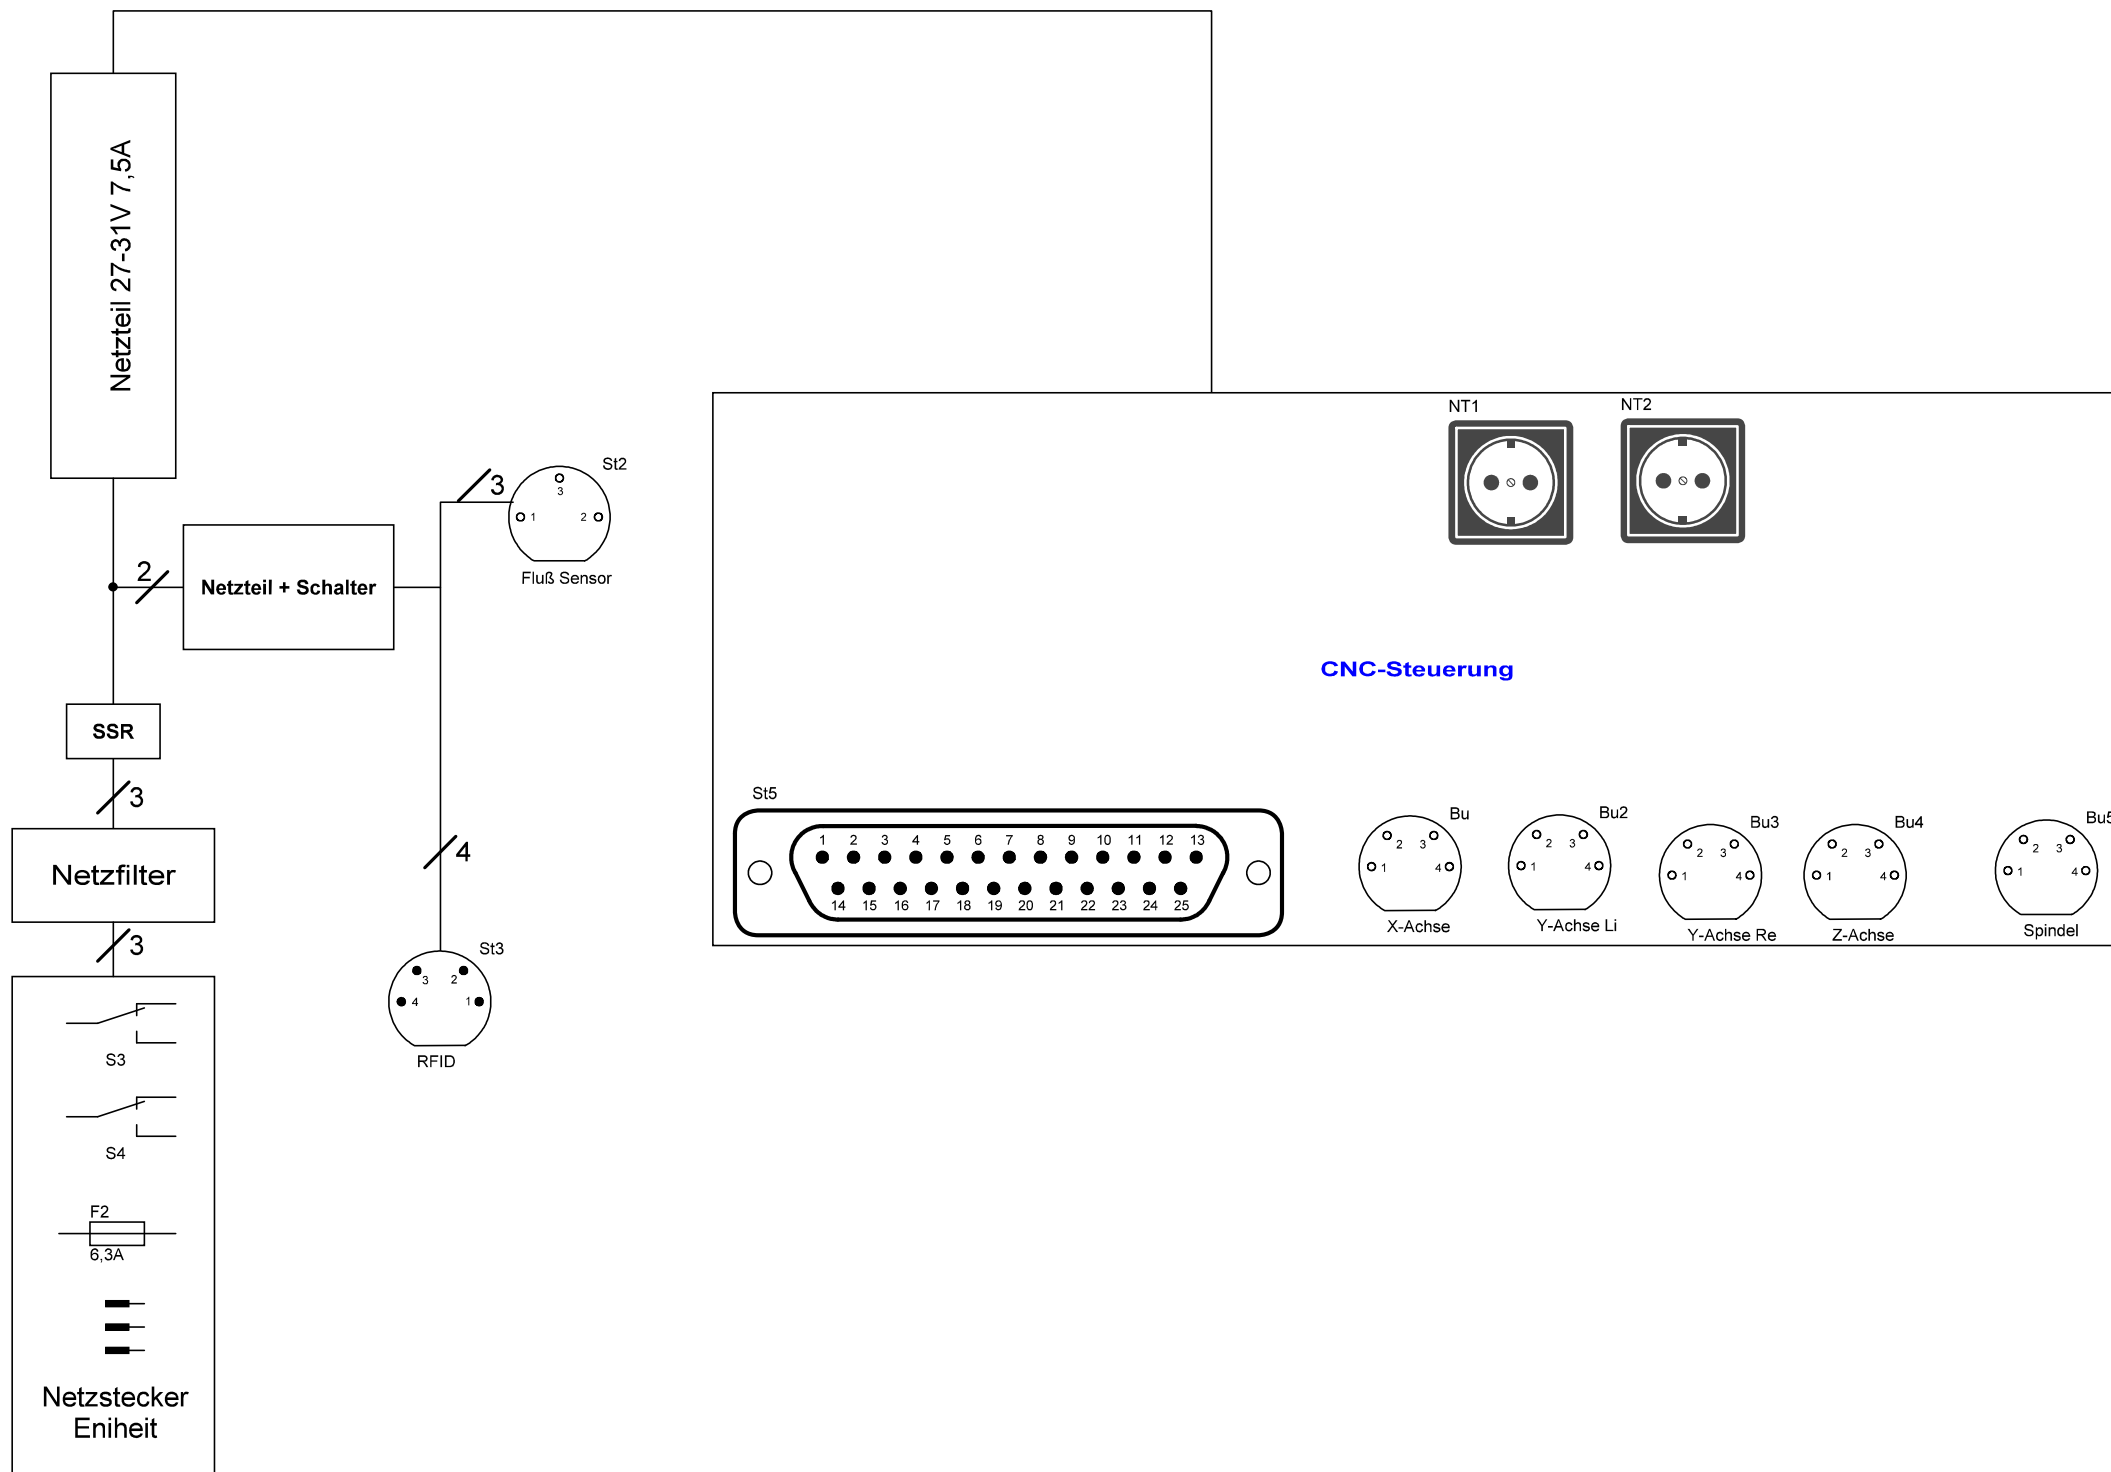 Netzteil 27-31V 7,5A
2
Netzteil + Schalter
3
St2
3
1 2
Fluß Sensor
SSR
3
Netzfilter
3
4
St3
3 2
4 1
RFID
S3
S4
F2
6,3A
Netzstecker
Eniheit
NT1
NT2
CNC-Steuerung
St5
1 2 3 4 5 6 7 8 9 10 11 12 13
14 15 16 17 18 19 20 21 22 23 24 25
Bu
2 3
1 4
X-Achse
Bu2
2 3
1 4
Y-Achse Li
Bu3
2 3
1 4
Y-Achse Re
Bu4
2 3
1 4
Z-Achse
Bu5
2 3
1 4
Spindel